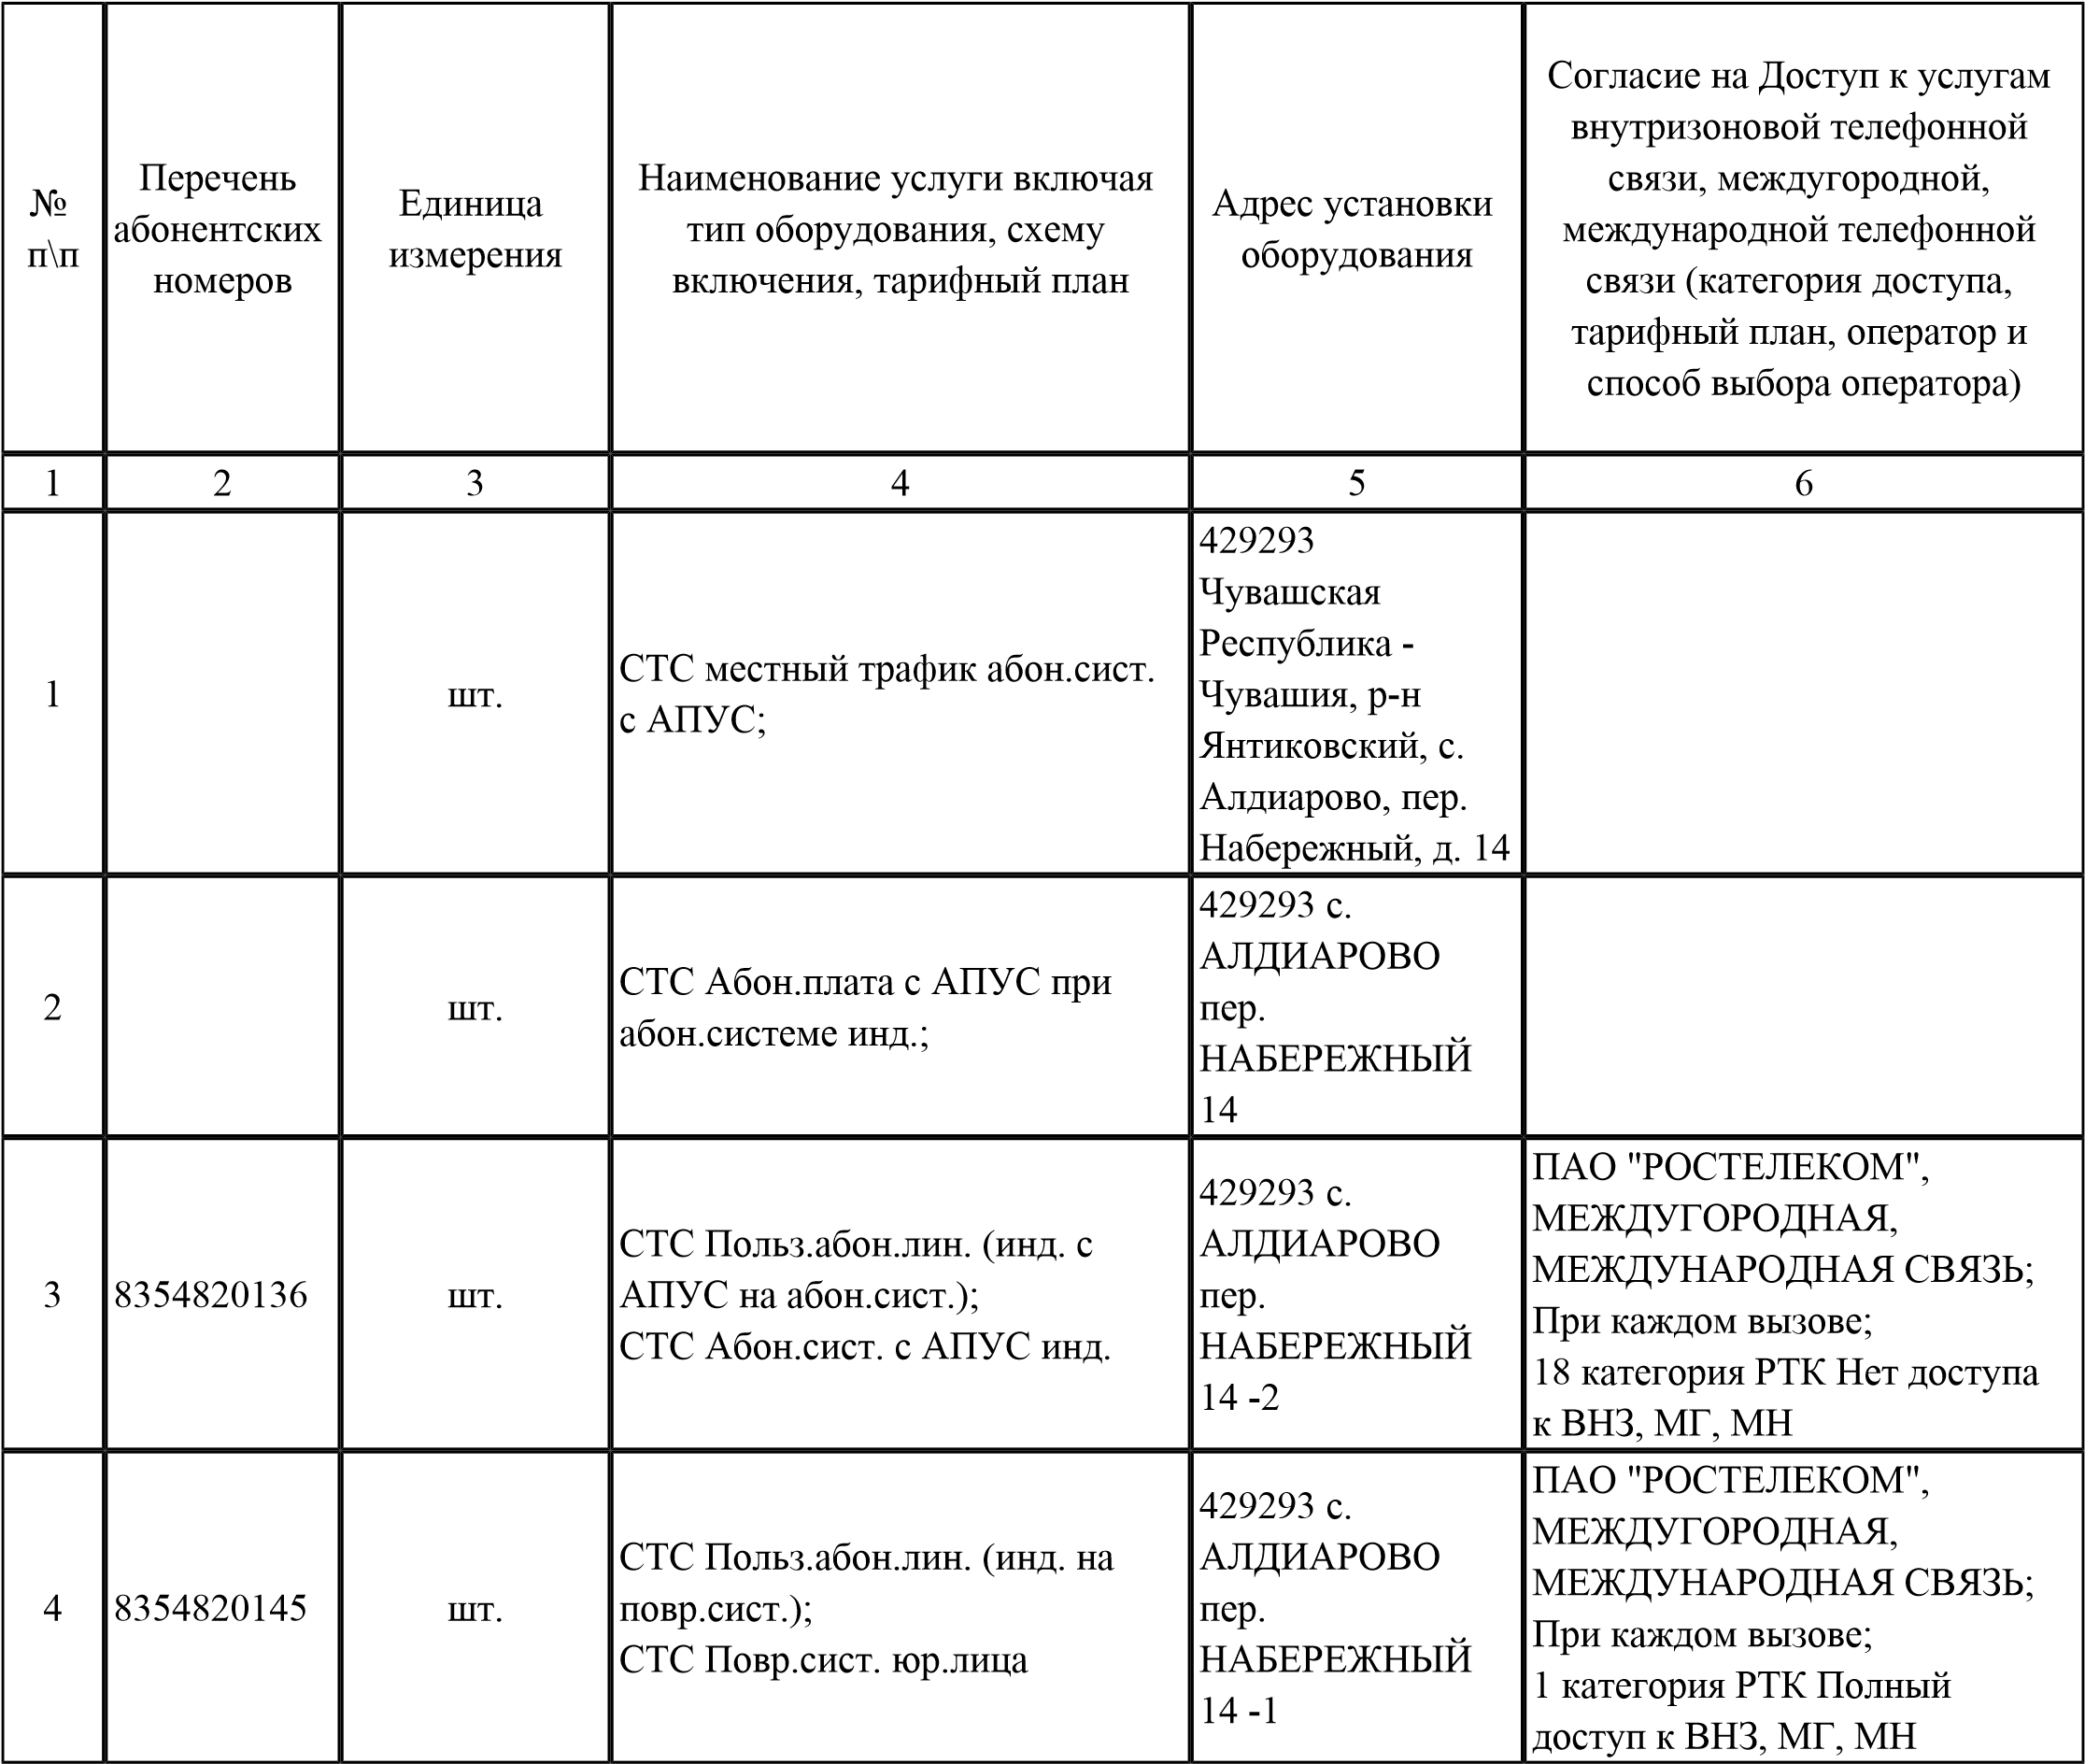 №
п\п
Перечень
абонентских
номеров
Единица
измерения
Наименование услуги включая
тип оборудования, схему
включения, тарифный план
Адрес установки
оборудования
Согласие на Доступ к услугам
внутризоновой телефонной
связи, междугородной,
международной телефонной
связи (категория доступа,
тарифный план, оператор и
способ выбора оператора)
1
2
3
4
5
6
1
шт.
СТС местный трафик абон.сист.
с АПУС;
429293
Чувашская
Республика -
Чувашия, р-н
Янтиковский, с.
Алдиарово, пер.
Набережный, д. 14
2
шт.
СТС Абон.плата с АПУС при
абон.системе инд.;
429293 с.
АЛДИАРОВО
пер.
НАБЕРЕЖНЫЙ
14
3
8354820136
шт.
СТС Польз.абон.лин. (инд. с
АПУС на абон.сист.);
СТС Абон.сист. с АПУС инд.
429293 с.
АЛДИАРОВО
пер.
НАБЕРЕЖНЫЙ
14 -2
ПАО "РОСТЕЛЕКОМ",
МЕЖДУГОРОДНАЯ,
МЕЖДУНАРОДНАЯ СВЯЗЬ;
При каждом вызове;
18 категория РТК Нет доступа
к ВНЗ, МГ, МН
4
8354820145
шт.
СТС Польз.абон.лин. (инд. на
повр.сист.);
СТС Повр.сист. юр.лица
429293 с.
АЛДИАРОВО
пер.
НАБЕРЕЖНЫЙ
14 -1
ПАО "РОСТЕЛЕКОМ",
МЕЖДУГОРОДНАЯ,
МЕЖДУНАРОДНАЯ СВЯЗЬ;
При каждом вызове;
1 категория РТК Полный
доступ к ВНЗ, МГ, МН